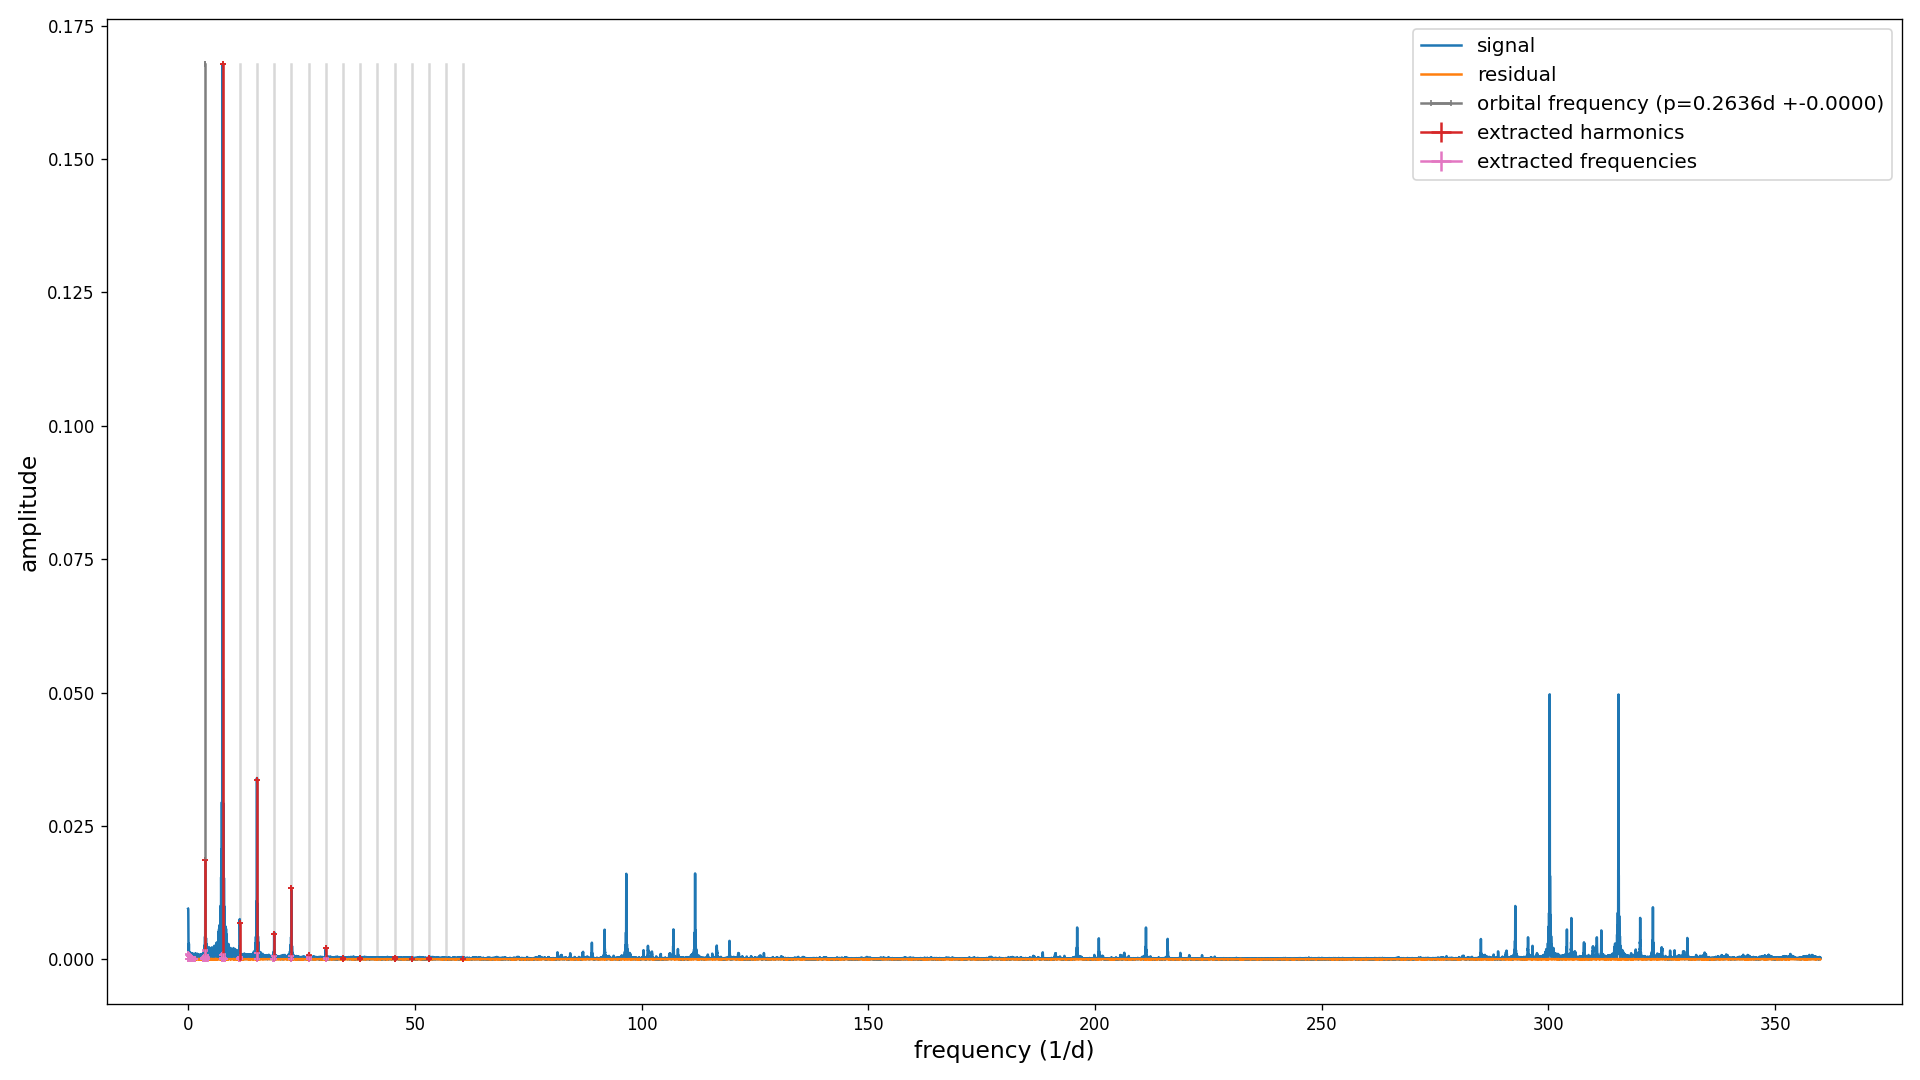 0.175
0.150
0.125
0.100
0.075
0.050
0.025
0.000
amplitude
signal
residual
orbital frequency (p=0.2636d +-0.0000)
extracted harmonics
extracted frequencies
0 50 100 150 200 250 300 350
frequency (1/d)